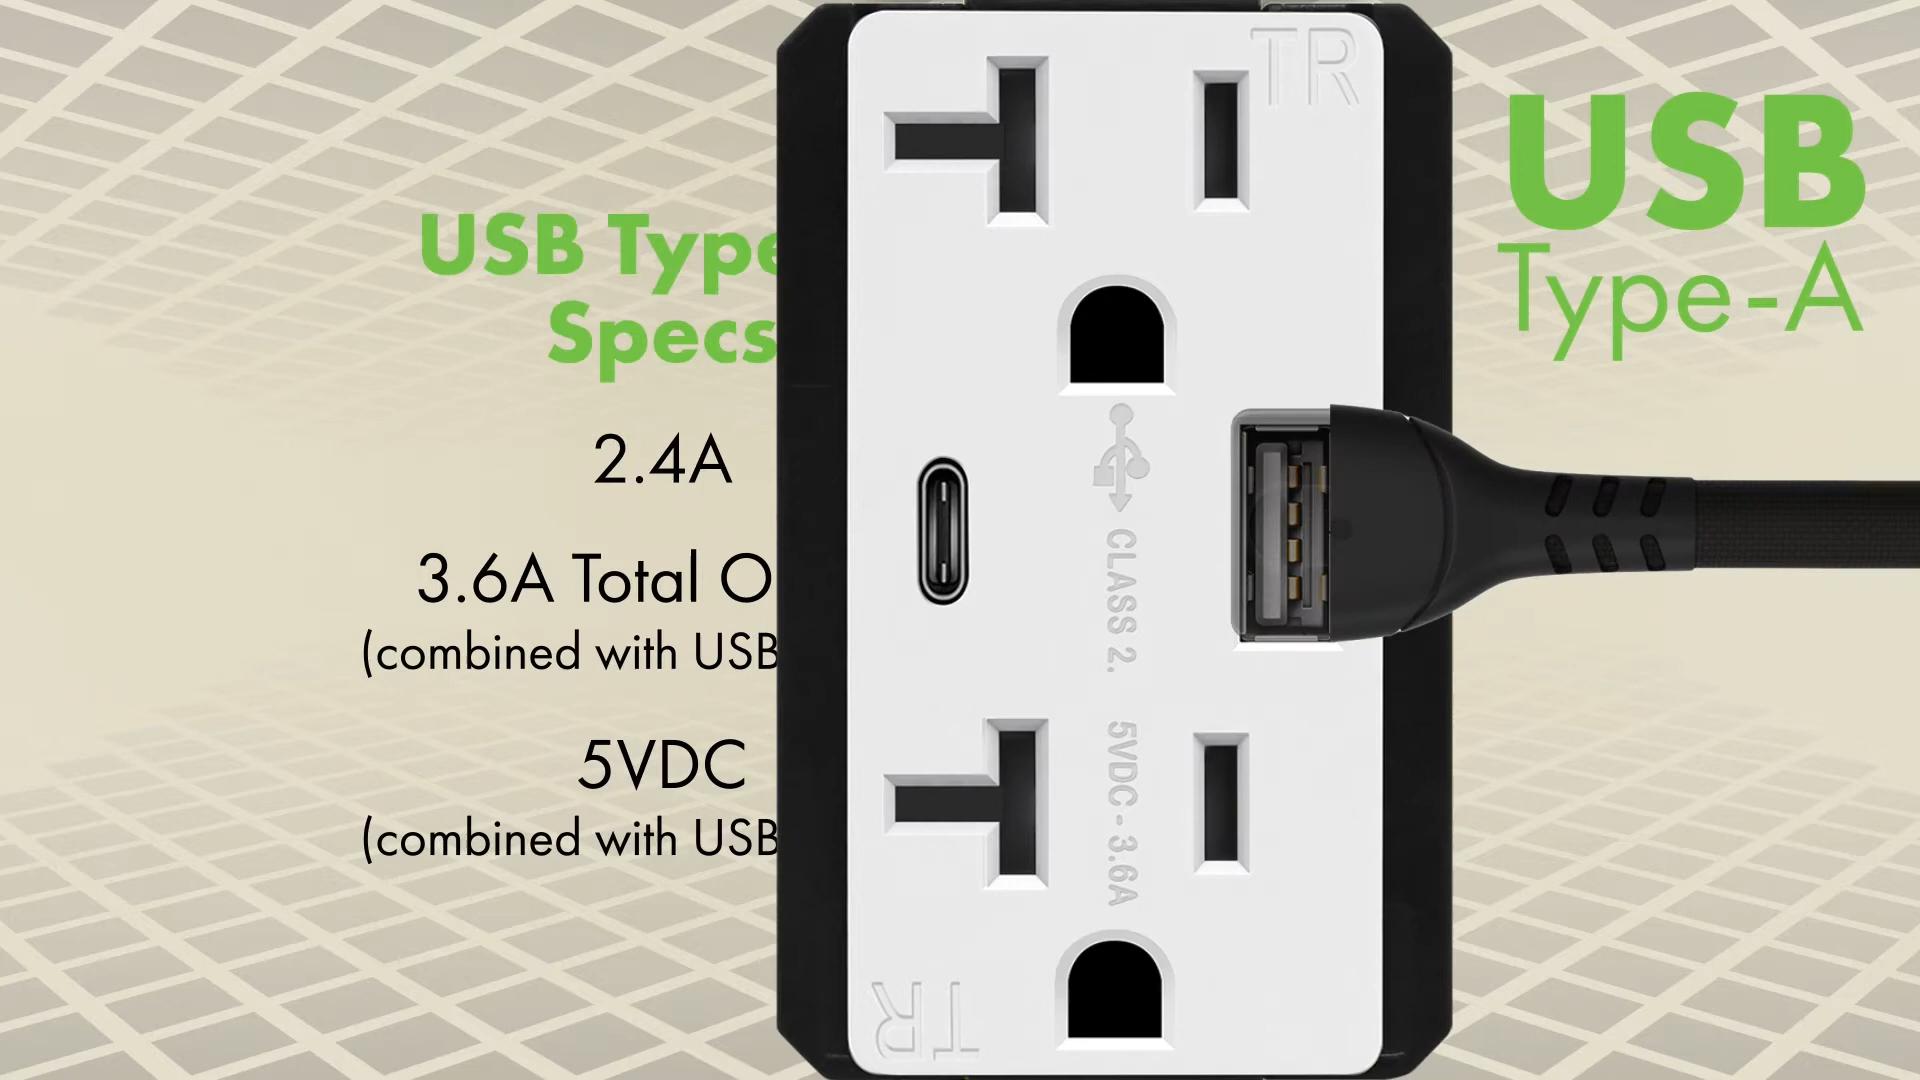 USB Type
Specs
2.4A
3.6A Total O
(combined with USB
5VDC
(combined with USB
TR
CLASS 2. 5VDC - 3.6A
TR
USB
Type-A